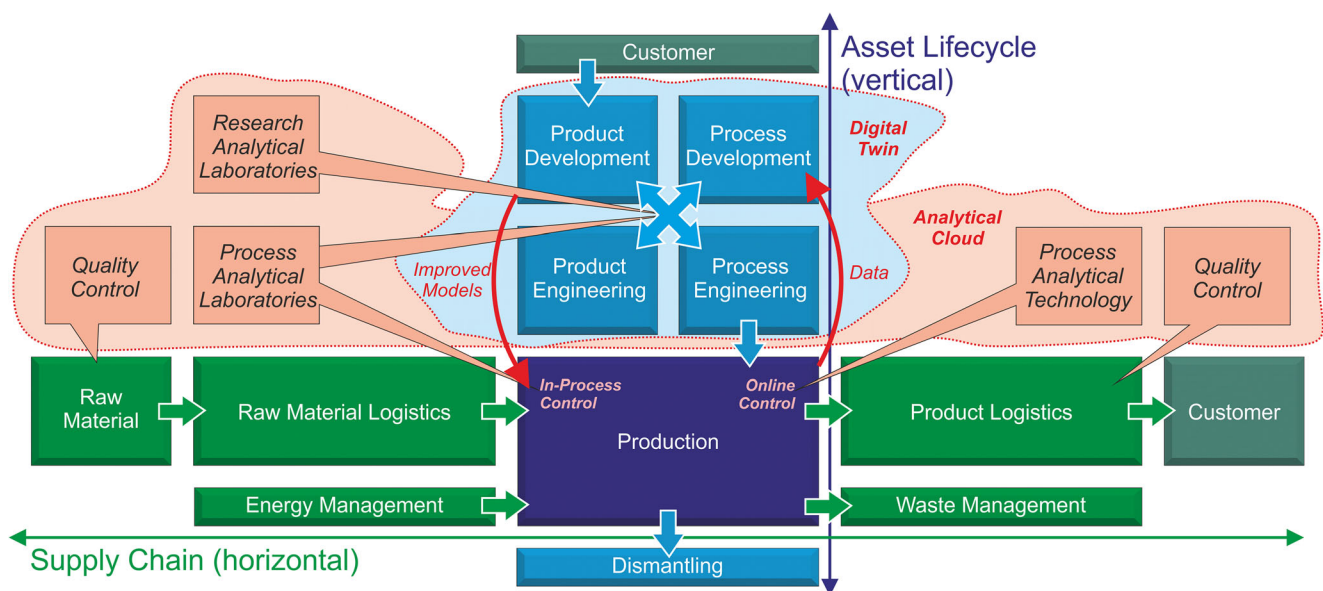 Customer
Asset Lifecycle
(vertical)
Research
Analytical
Laboratories
Product
Development
Process
Development
Digital
Twin
Analytical
Cloud
Quality
Control
Process
Analytical
Laboratories
Improved
Models
Product
Engineering
Process
Engineering
Data
Process
Analytical
Technology
Quality
Control
Raw
Material
Raw Material Logistics
In-Process
Control
Online
Control
Production
Product Logistics
Customer
Energy Management
Waste Management
Supply Chain (horizontal)
Dismantling